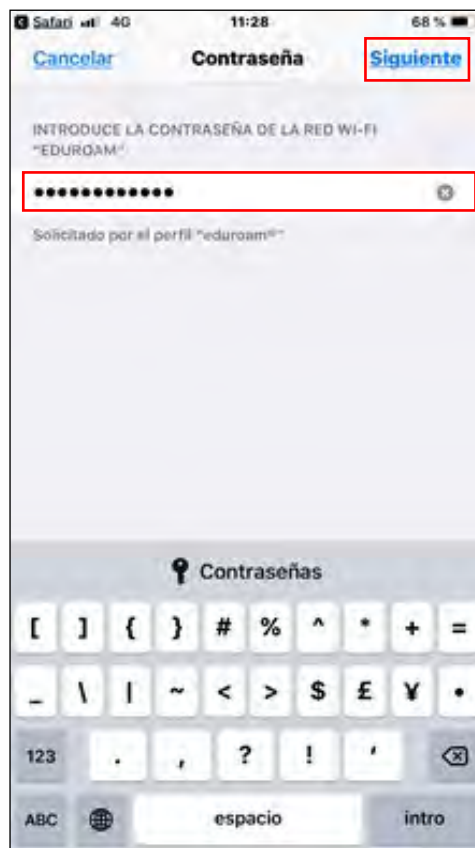 Safari 4G 11:28 68 %
Cancelar Contraseña Siguiente
INTRODUCE LA CONTRASEÑA DE LA RED WI-FI
"EDUROAM"
••••••••••••
Solicitado por el perfil "eduroam®"
Contraseñas
[ ] { } # % ^ * + =
_ \ | ~ < > $ £ ¥ •
123 . , ? ! '
ABC espacio intro